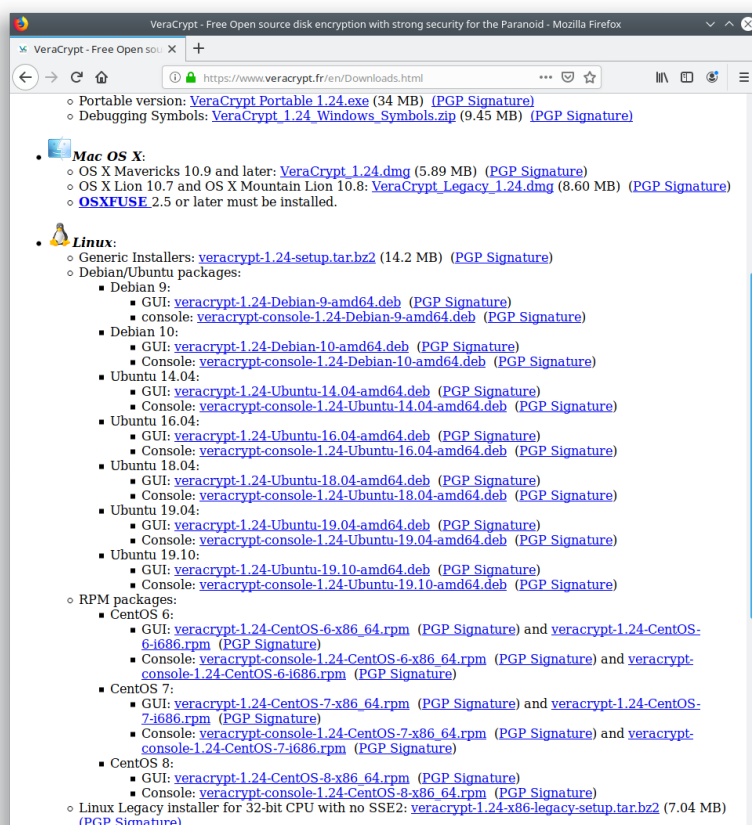 VeraCrypt - Free Open source disk encryption with strong security for the Paranoid - Mozilla Firefox
VeraCrypt - Free Open sou
https://www.veracrypt.fr/en/Downloads.html
Portable version: VeraCrypt Portable 1.24.exe (34 MB) (PGP Signature)
Debugging Symbols: VeraCrypt_1.24_Windows_Symbols.zip (9.45 MB) (PGP Signature)
Mac OS X:
OS X Mavericks 10.9 and later: VeraCrypt_1.24.dmg (5.89 MB) (PGP Signature)
OS X Lion 10.7 and OS X Mountain Lion 10.8: VeraCrypt_Legacy_1.24.dmg (8.60 MB) (PGP Signature)
OSXFUSE 2.5 or later must be installed.
Linux:
Generic Installers: veracrypt-1.24-setup.tar.bz2 (14.2 MB) (PGP Signature)
Debian/Ubuntu packages:
Debian 9:
GUI: veracrypt-1.24-Debian-9-amd64.deb (PGP Signature)
console: veracrypt-console-1.24-Debian-9-amd64.deb (PGP Signature)
Debian 10:
GUI: veracrypt-1.24-Debian-10-amd64.deb (PGP Signature)
Console: veracrypt-console-1.24-Debian-10-amd64.deb (PGP Signature)
Ubuntu 14.04:
GUI: veracrypt-1.24-Ubuntu-14.04-amd64.deb (PGP Signature)
Console: veracrypt-console-1.24-Ubuntu-14.04-amd64.deb (PGP Signature)
Ubuntu 16.04:
GUI: veracrypt-1.24-Ubuntu-16.04-amd64.deb (PGP Signature)
Console: veracrypt-console-1.24-Ubuntu-16.04-amd64.deb (PGP Signature)
Ubuntu 18.04:
GUI: veracrypt-1.24-Ubuntu-18.04-amd64.deb (PGP Signature)
Console: veracrypt-console-1.24-Ubuntu-18.04-amd64.deb (PGP Signature)
Ubuntu 19.04:
GUI: veracrypt-1.24-Ubuntu-19.04-amd64.deb (PGP Signature)
Console: veracrypt-console-1.24-Ubuntu-19.04-amd64.deb (PGP Signature)
Ubuntu 19.10:
GUI: veracrypt-1.24-Ubuntu-19.10-amd64.deb (PGP Signature)
Console: veracrypt-console-1.24-Ubuntu-19.10-amd64.deb (PGP Signature)
RPM packages:
CentOS 6:
GUI: veracrypt-1.24-CentOS-6-x86_64.rpm (PGP Signature) and veracrypt-1.24-CentOS-
6-i686.rpm (PGP Signature)
Console: veracrypt-console-1.24-CentOS-6-x86_64.rpm (PGP Signature) and veracrypt-
console-1.24-CentOS-6-i686.rpm (PGP Signature)
CentOS 7:
GUI: veracrypt-1.24-CentOS-7-x86_64.rpm (PGP Signature) and veracrypt-1.24-CentOS-
7-i686.rpm (PGP Signature)
Console: veracrypt-console-1.24-CentOS-7-x86_64.rpm (PGP Signature) and veracrypt-
console-1.24-CentOS-7-i686.rpm (PGP Signature)
CentOS 8:
GUI: veracrypt-1.24-CentOS-8-x86_64.rpm (PGP Signature)
Console: veracrypt-console-1.24-CentOS-8-x86_64.rpm (PGP Signature)
Linux Legacy installer for 32-bit CPU with no SSE2: veracrypt-1.24-x86-legacy-setup.tar.bz2 (7.04 MB)
(PGP Signature)